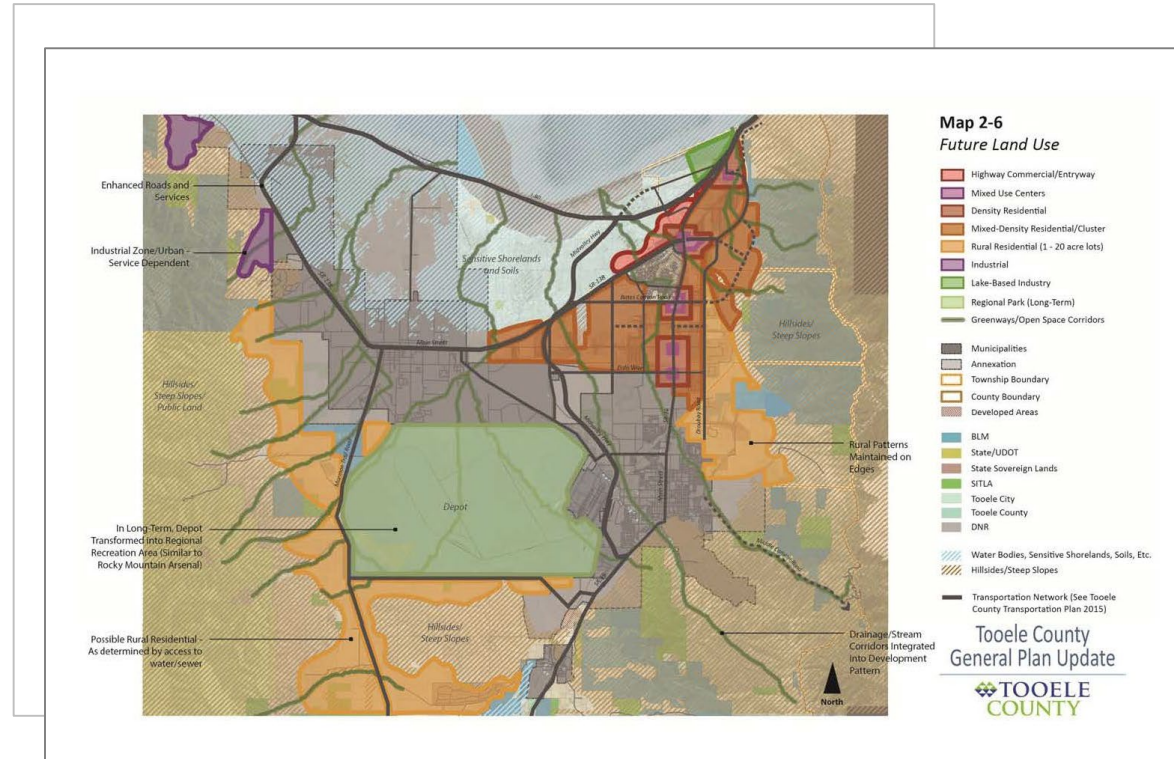 Map 2-6
Future Land Use
Highway Commercial/Entryway
Mixed Use Centers
Density Residential
Mixed-Density Residential/Cluster
Rural Residential (1 - 20 acre lots)
Industrial
Lake-Based Industry
Regional Park (Long-Term)
Greenways/Open Space Corridors
Municipalities
Annexation
Township Boundary
County Boundary
Developed Areas
BLM
State/UDOT
State Sovereign Lands
SITLA
Tooele City
Tooele County
DNR
Water Bodies, Sensitive Shorelands, Soils, Etc.
Hillsides/Steep Slopes
Transportation Network (See Tooele
County Transportation Plan 2015)
Tooele County
General Plan Update
TOOELE
COUNTY
Enhanced Roads and
Services
Industrial Zone/Urban -
Service Dependent
Hillsides/
Steep Slopes/
Public Land
In Long-Term, Depot
Transformed into Regional
Recreation Area (Similar to
Rocky Mountain Arsenal)
Possible Rural Residential -
As determined by access to
water/sewer
Sensitive Shorelands
and Soils
Midvalley Hwy
SR-138
Depot
Hillsides/
Steep Slopes
Hillsides/
Steep Slopes
Rural Patterns
Maintained on
Edges
Drainage/Stream
Corridors Integrated
Into Development
Pattern
North